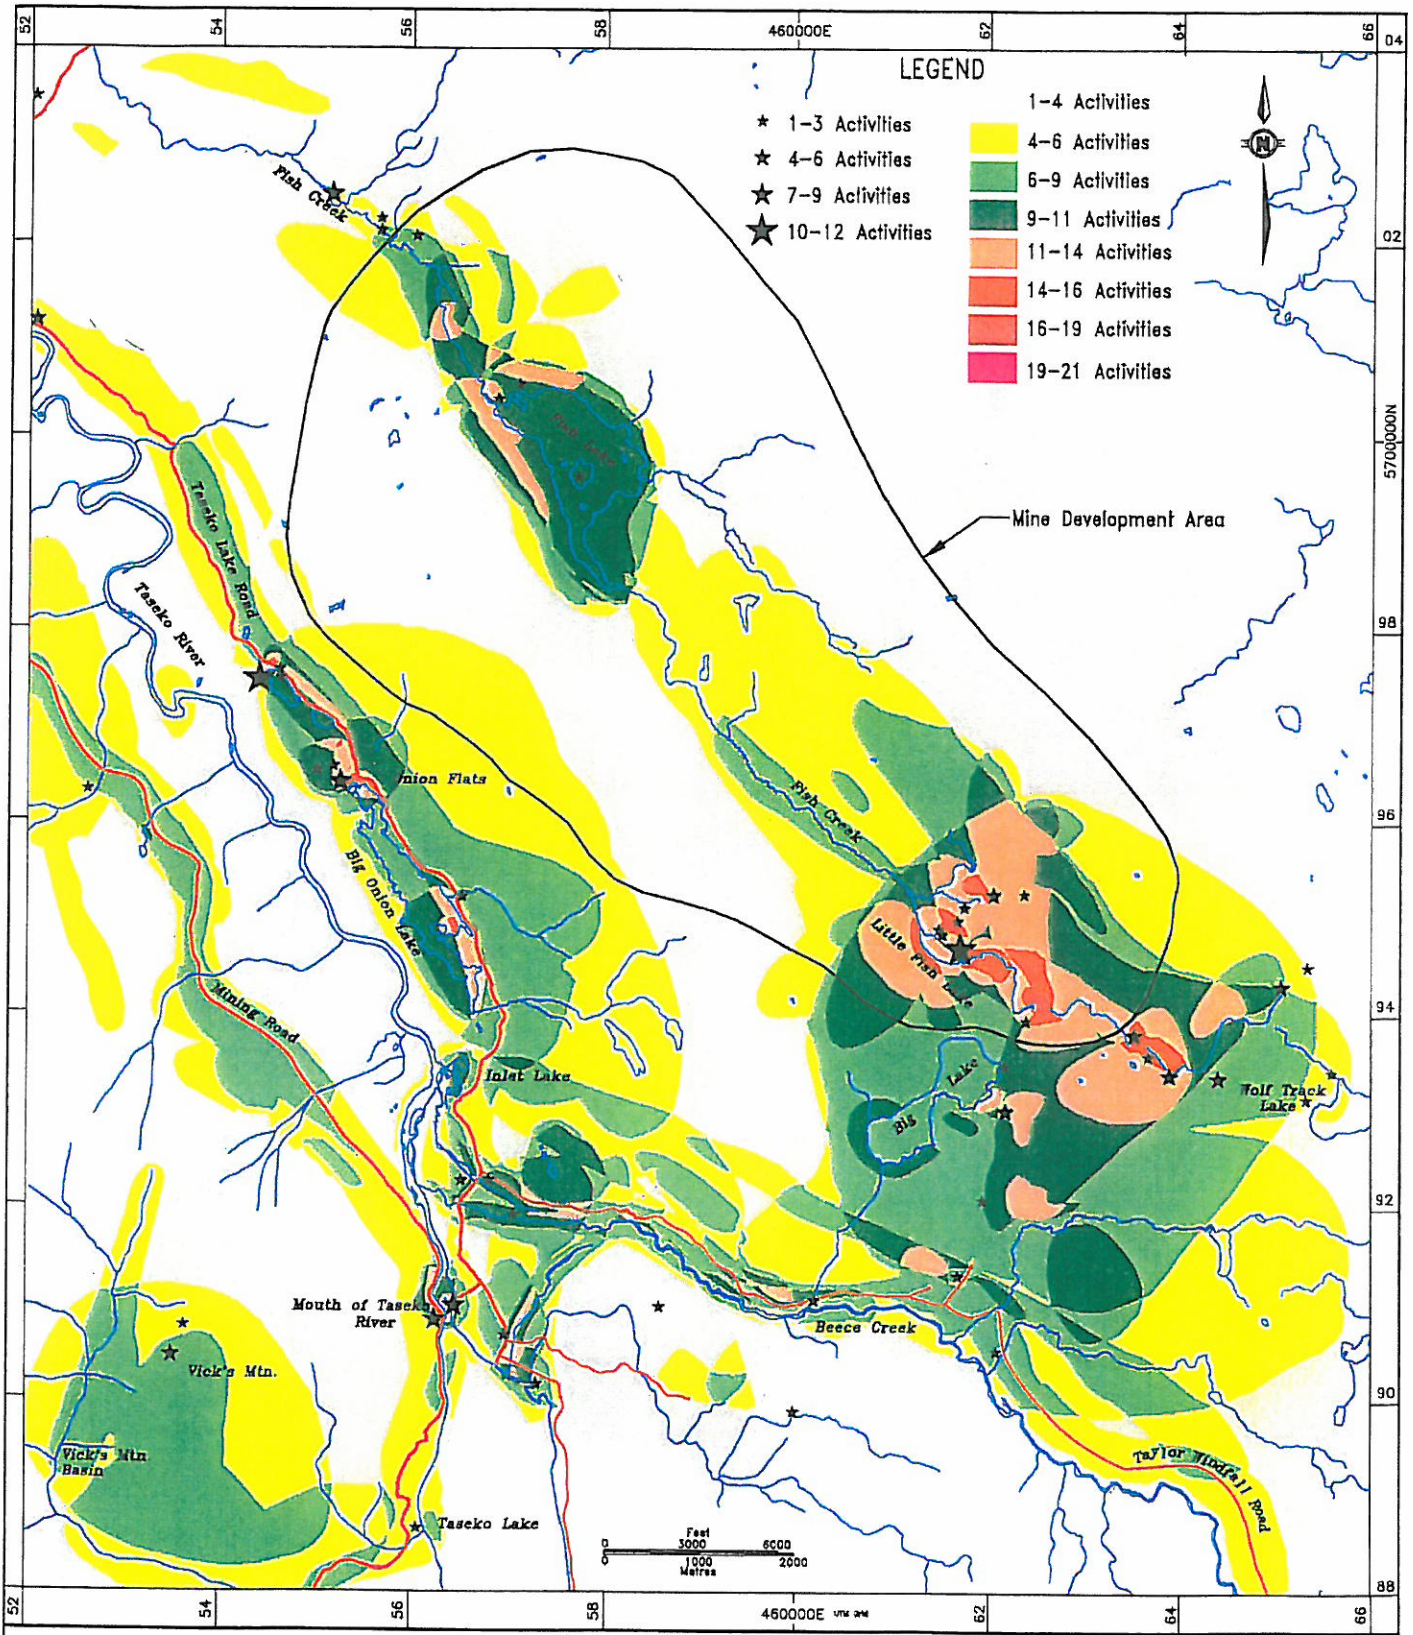 52
54
56
58
460000E
62
64
66
04
LEGEND
1-3 Activities
4-6 Activities
7-9 Activities
10-12 Activities
1-4 Activities
4-6 Activities
6-9 Activities
9-11 Activities
11-14 Activities
14-16 Activities
16-19 Activities
19-21 Activities
N
Fish
Creek
02
5700000N
Fish Lake
Mine Development Area
Taseko Lake Road
Taseko River
98
Onion Flats
Fish Creek
96
Big Onion
Lake
Little Fish
Lake
Mining Road
94
Inlet Lake
Big
Lake
Wolf Track
Lake
92
Mouth of Taseko
River
Beece Creek
Vick's Mtn.
90
Vick's Mtn
Basin
Taylor Windfall Road
Taseko Lake
Feet
0
3000
6000
0
1000
2000
Metres
88
52
54
56
58
460000E
62
64
66